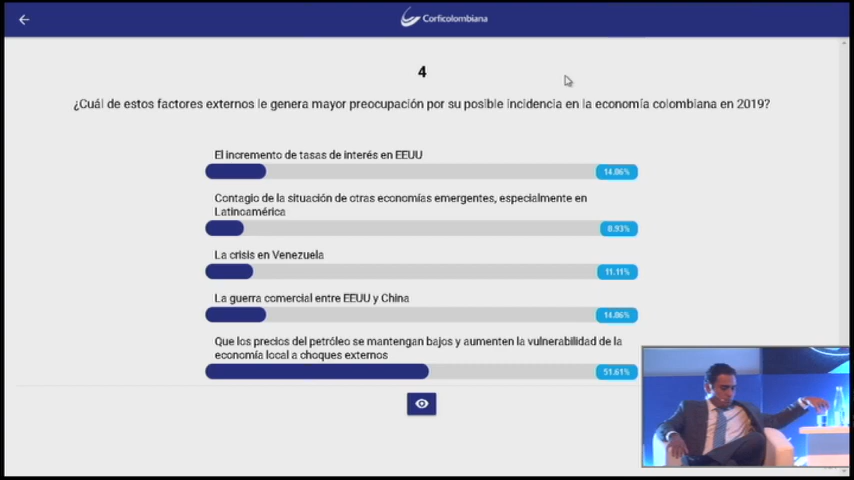 Corficolombiana
4
¿Cuál de estos factores externos le genera mayor preocupación por su posible incidencia en la economía colombiana en 2019?
El incremento de tasas de interés en EEUU
14.86%
Contagio de la situación de otras economías emergentes, especialmente en
Latinoamérica
8.93%
La crisis en Venezuela
11.11%
La guerra comercial entre EEUU y China
14.86%
Que los precios del petróleo se mantengan bajos y aumenten la vulnerabilidad de la
economía local a choques externos
51.61%